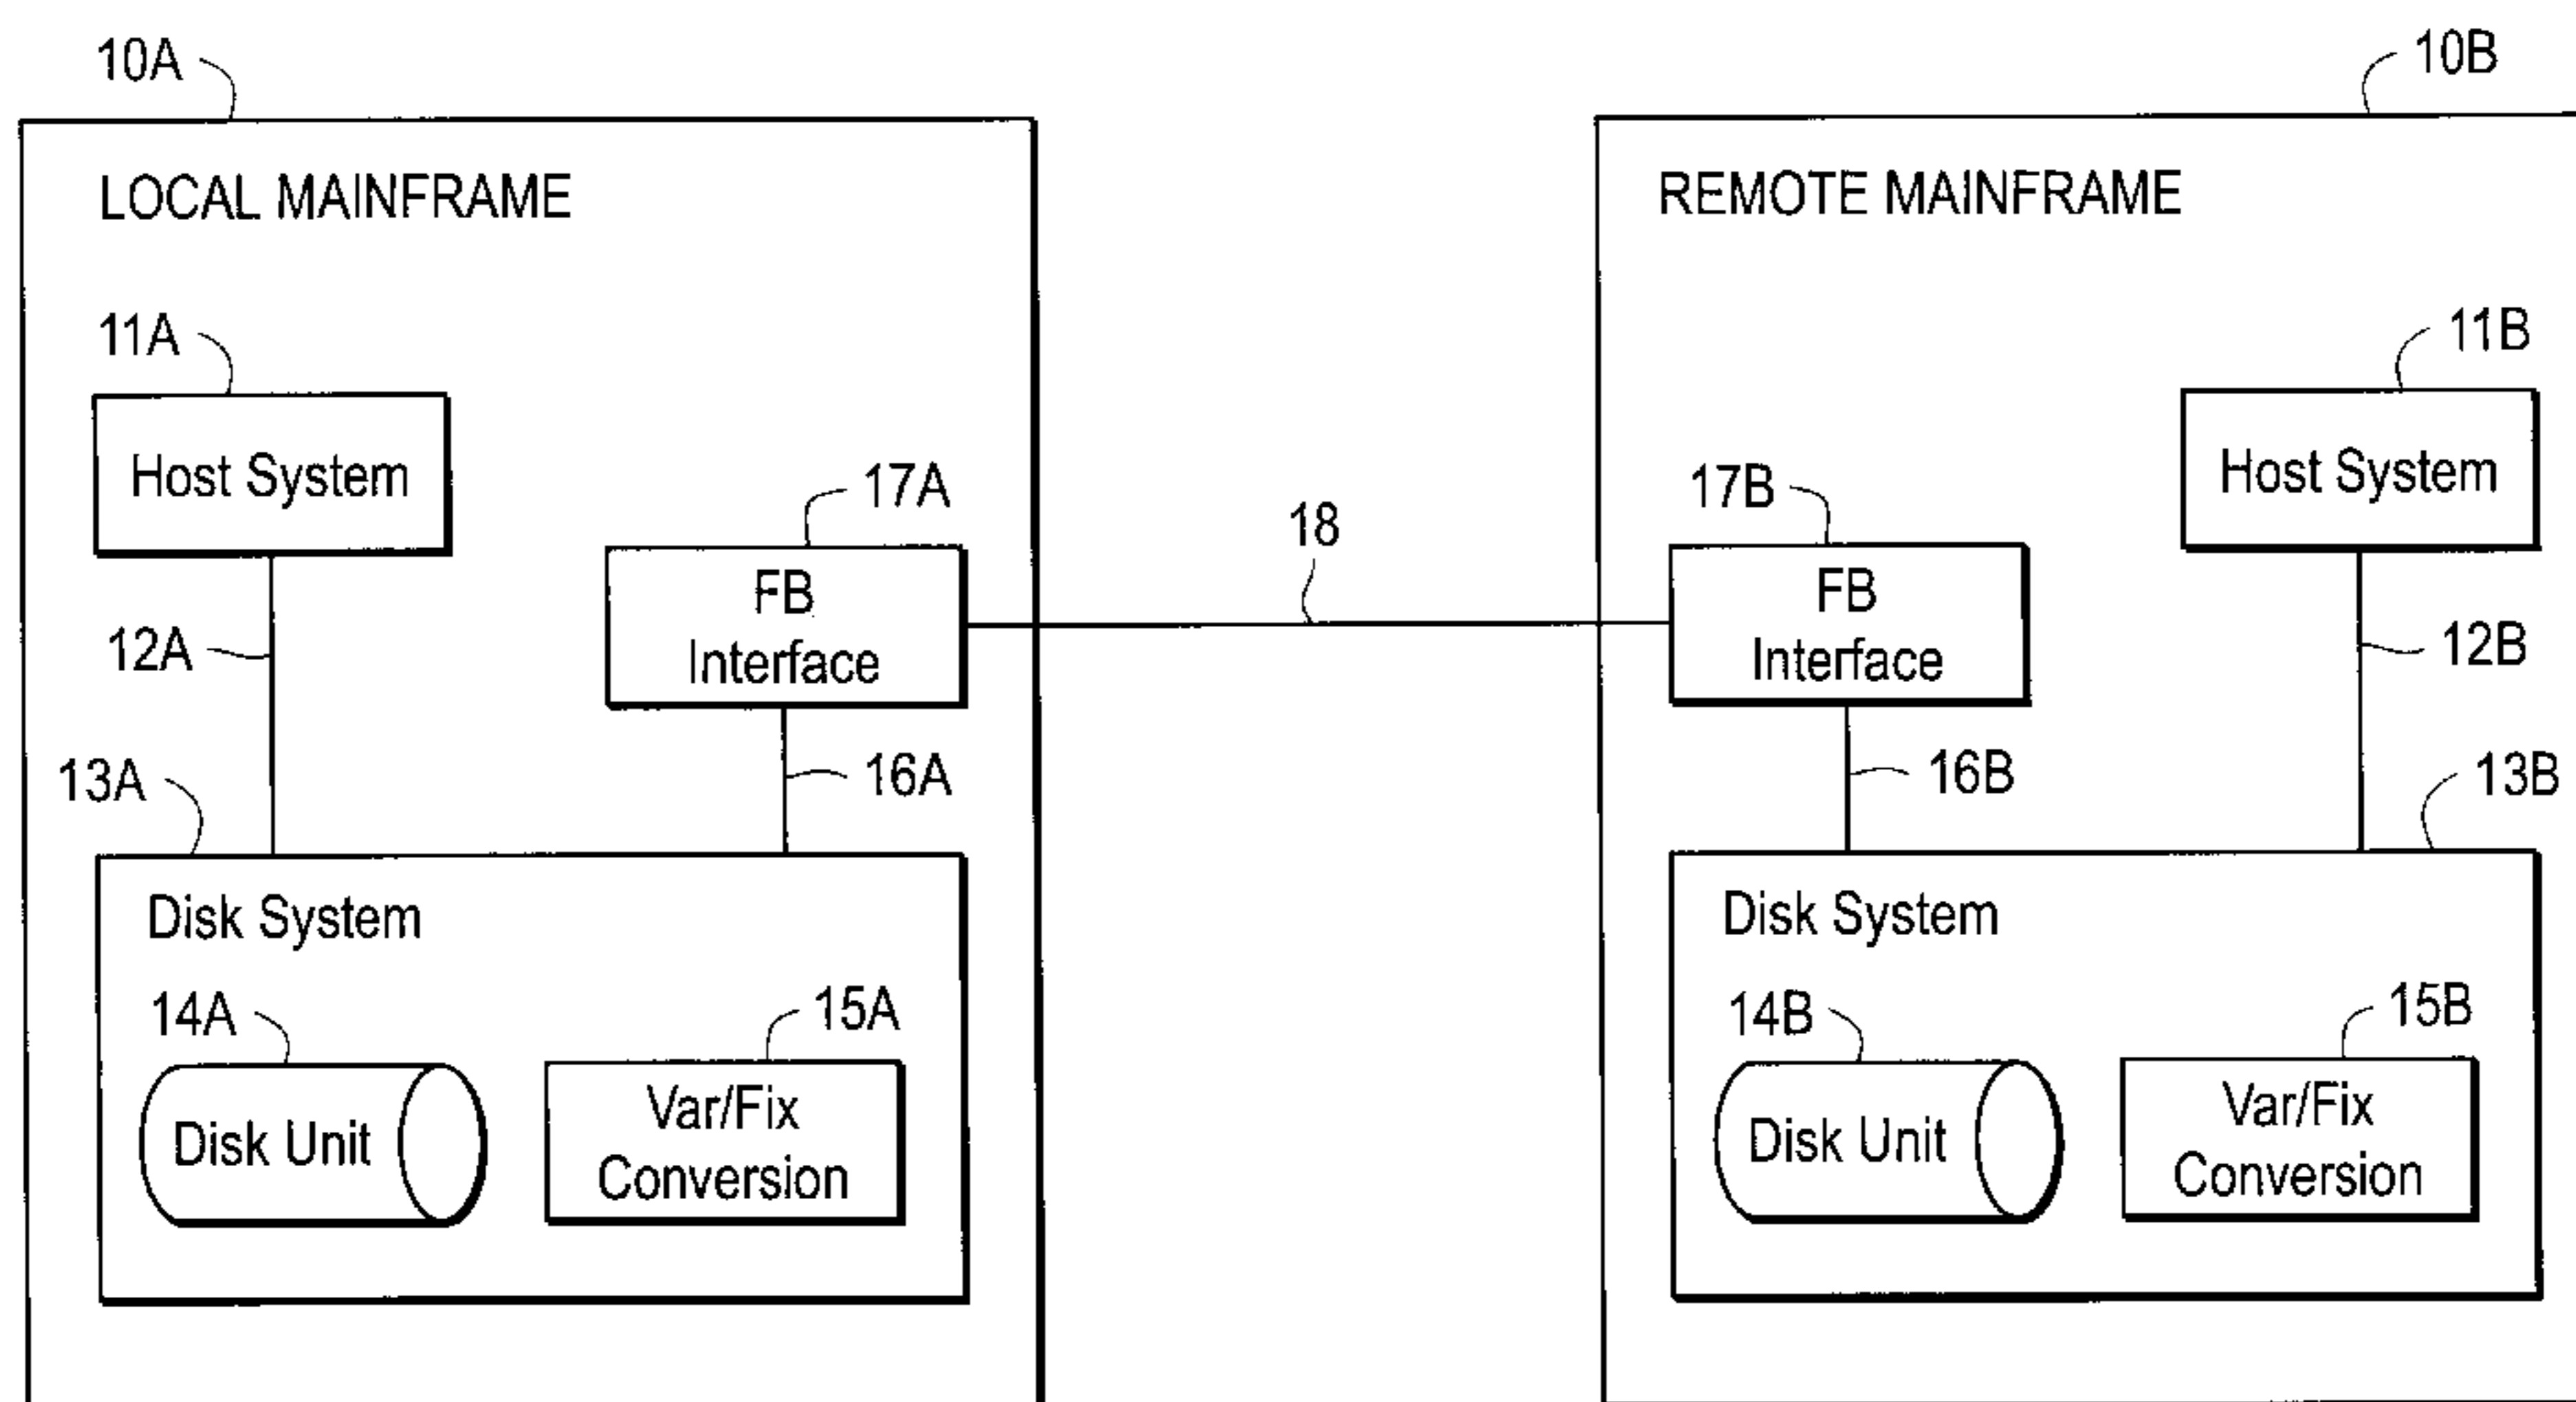 10A
10B
LOCAL MAINFRAME
REMOTE MAINFRAME
11A
11B
Host System
Host System
17A
18
17B
FB
Interface
FB
Interface
12A
12B
13A
16A
16B
13B
Disk System
Disk System
14A
15A
14B
15B
Disk Unit
Var/Fix
Conversion
Disk Unit
Var/Fix
Conversion